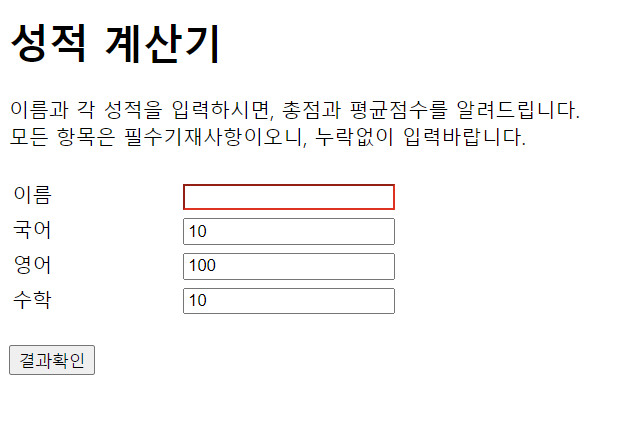 성적 계산기
이름과 각 성적을 입력하시면, 총점과 평균점수를 알려드립니다.
모든 항목은 필수기재사항이오니, 누락없이 입력바랍니다.
이름
국어 10
영어 100
수학 10
결과확인